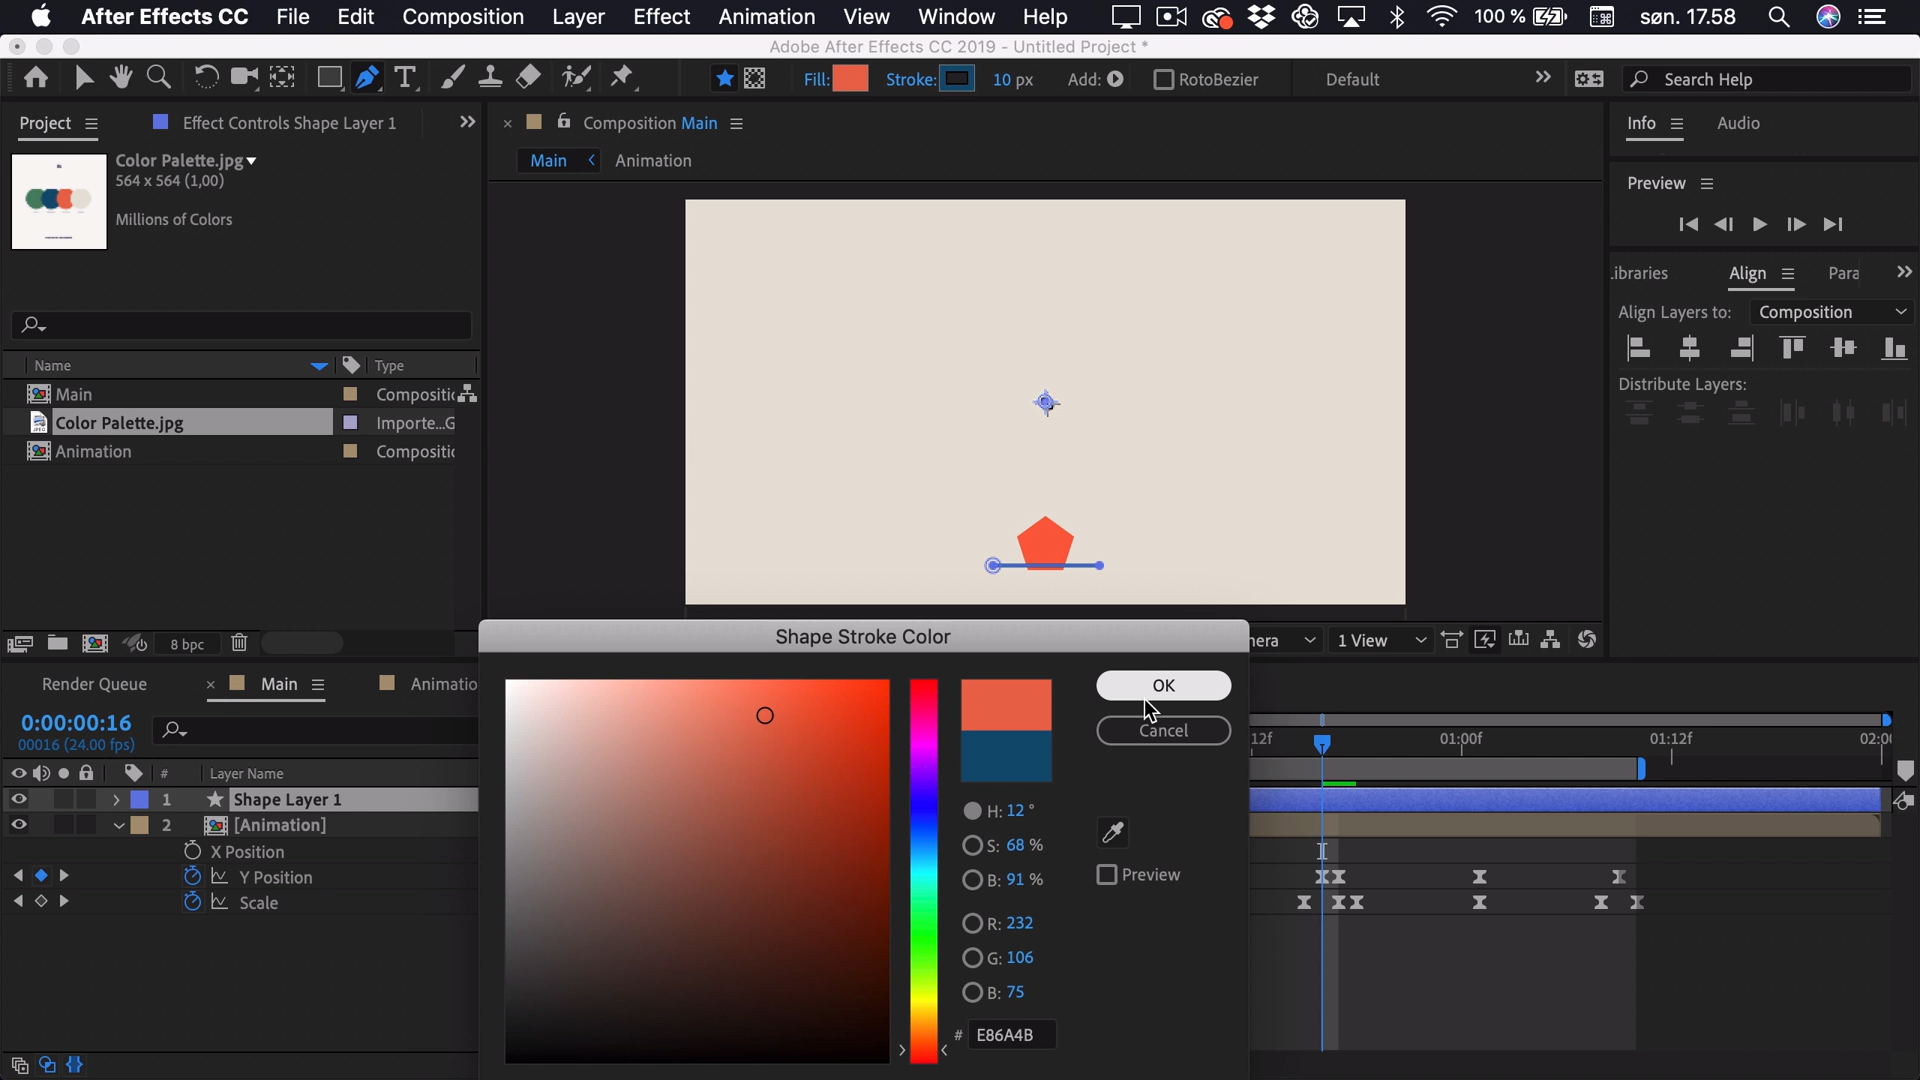 After Effects CC File Edit Composition Layer Effect Animation View Window Help 100 % søn. 17.58
Adobe After Effects CC 2019 - Untitled Project *
Fill: Stroke: 10 px Add: RotoBezier Default Search Help
Project Effect Controls Shape Layer 1
Composition Main
Info Audio
Main Animation
Color Palette.jpg
564 x 564 (1,00)
Millions of Colors
Preview
ibraries Align Para
Align Layers to: Composition
Distribute Layers:
Name Type
Main Compositic
Color Palette.jpg Importe...G
Animation Compositic
8 bpc
nera 1 View
Shape Stroke Color
OK
Cancel
H: 12 °
S: 68 %
B: 91 %
R: 232
G: 106
B: 75
# E86A4B
Preview
Render Queue Main Animatio
0:00:00:16
00016 (24.00 fps)
12f 01:00f 01:12f 02:00
# Layer Name
1 Shape Layer 1
2 [Animation]
X Position
Y Position
Scale